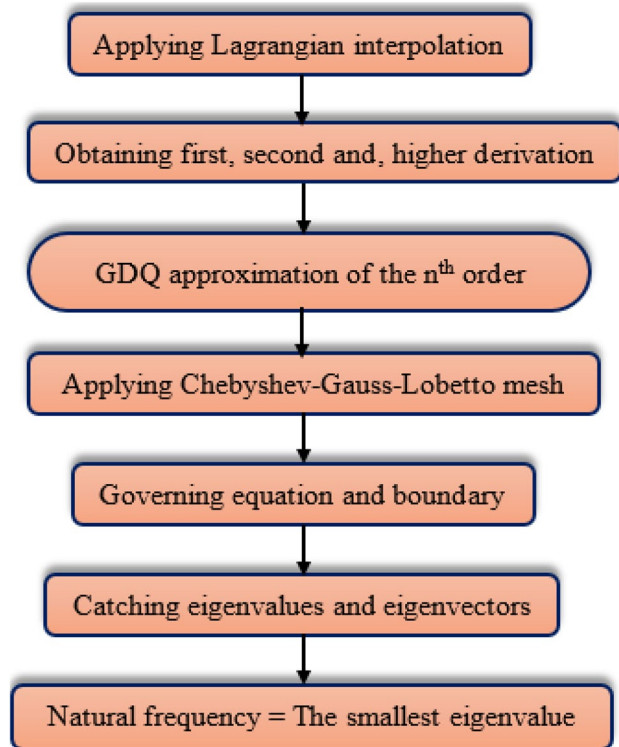 Applying Lagrangian interpolation
Obtaining first, second and, higher derivation
GDQ approximation of the nth order
Applying Chebyshev-Gauss-Lobetto mesh
Governing equation and boundary
Catching eigenvalues and eigenvectors
Natural frequency = The smallest eigenvalue